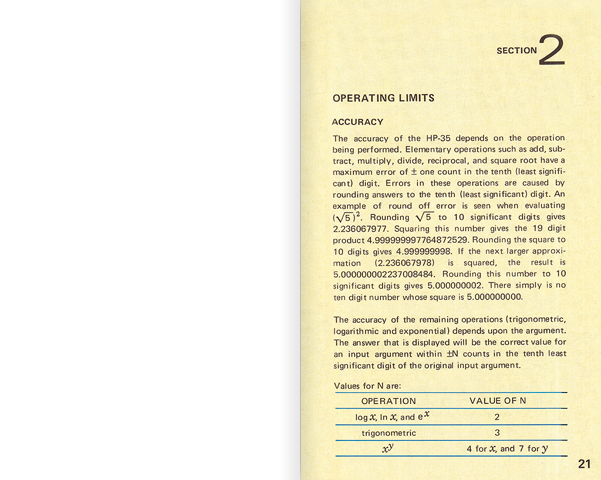 SECTION 2
OPERATING LIMITS
ACCURACY
The accuracy of the HP-35 depends on the operation
being performed. Elementary operations such as add, sub-
tract, multiply, divide, reciprocal, and square root have a
maximum error of ± one count in the tenth (least signifi-
cant) digit. Errors in these operations are caused by
rounding answers to the tenth (least significant) digit. An
example of round off error is seen when evaluating
(√5)². Rounding √5 to 10 significant digits gives
2.236067977. Squaring this number gives the 19 digit
product 4.999999997764872529. Rounding the square to
10 digits gives 4.999999998. If the next larger approxi-
mation (2.236067978) is squared, the result is
5.000000002237008484. Rounding this number to 10
significant digits gives 5.000000002. There simply is no
ten digit number whose square is 5.000000000.
The accuracy of the remaining operations (trigonometric,
logarithmic and exponential) depends upon the argument.
The answer that is displayed will be the correct value for
an input argument within ±N counts in the tenth least
significant digit of the original input argument.
Values for N are:
OPERATION VALUE OF N
log x, ln x, and eˣ 2
trigonometric 3
xʸ 4 for x, and 7 for y
21